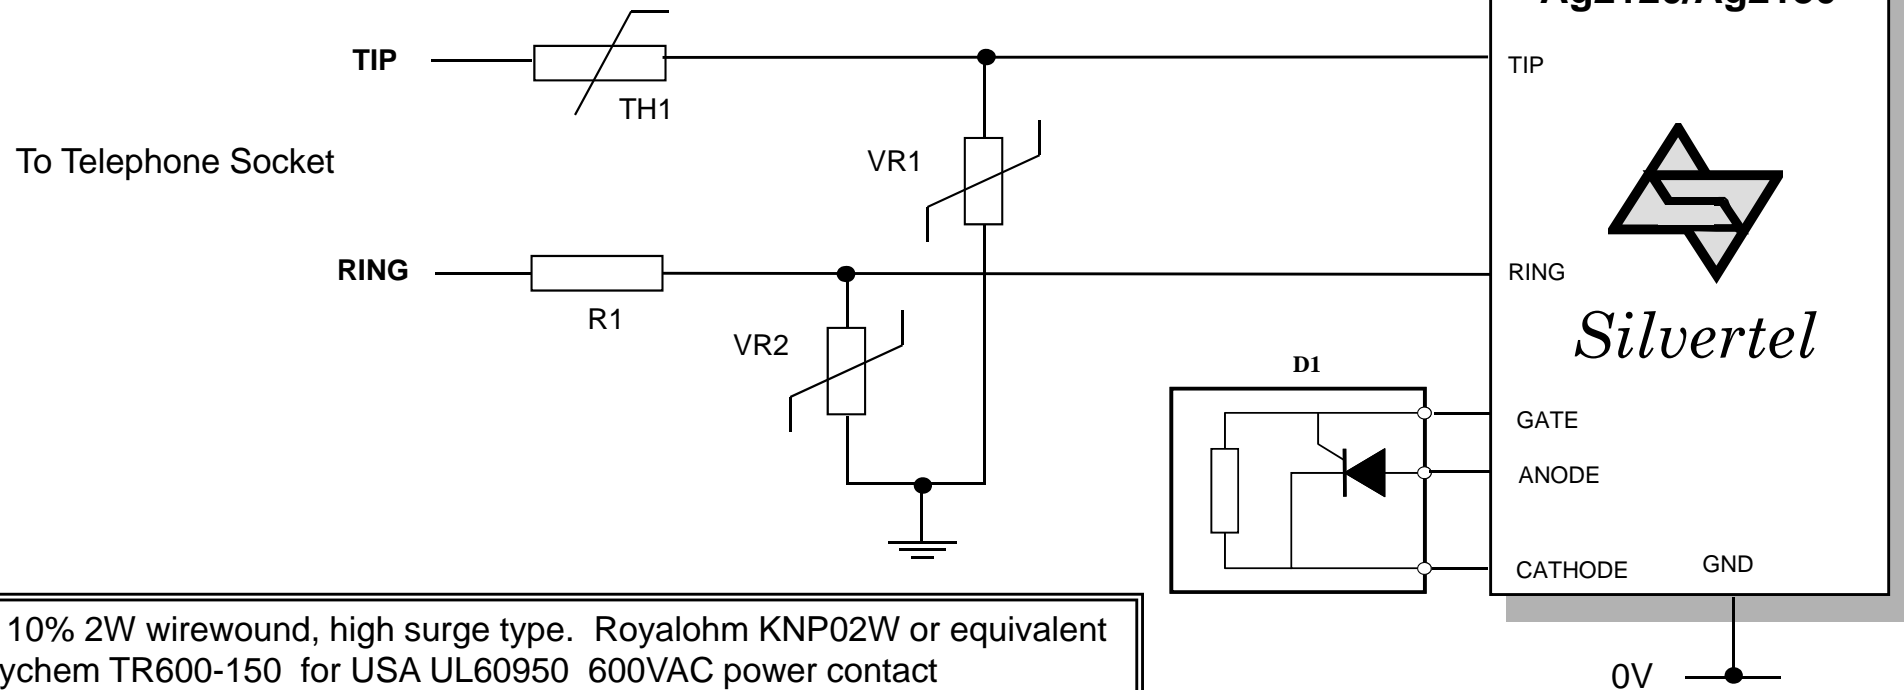 TIP
TIP
TH1
To Telephone Socket
VR1
RING
RING
R1
VR2
Silvertel
D1
GATE
ANODE
CATHODE
GND
10% 2W wirewound, high surge type. Royalohm KNP02W or equivalent
TR600-150 for USA UL60950 600VAC power contact
0V